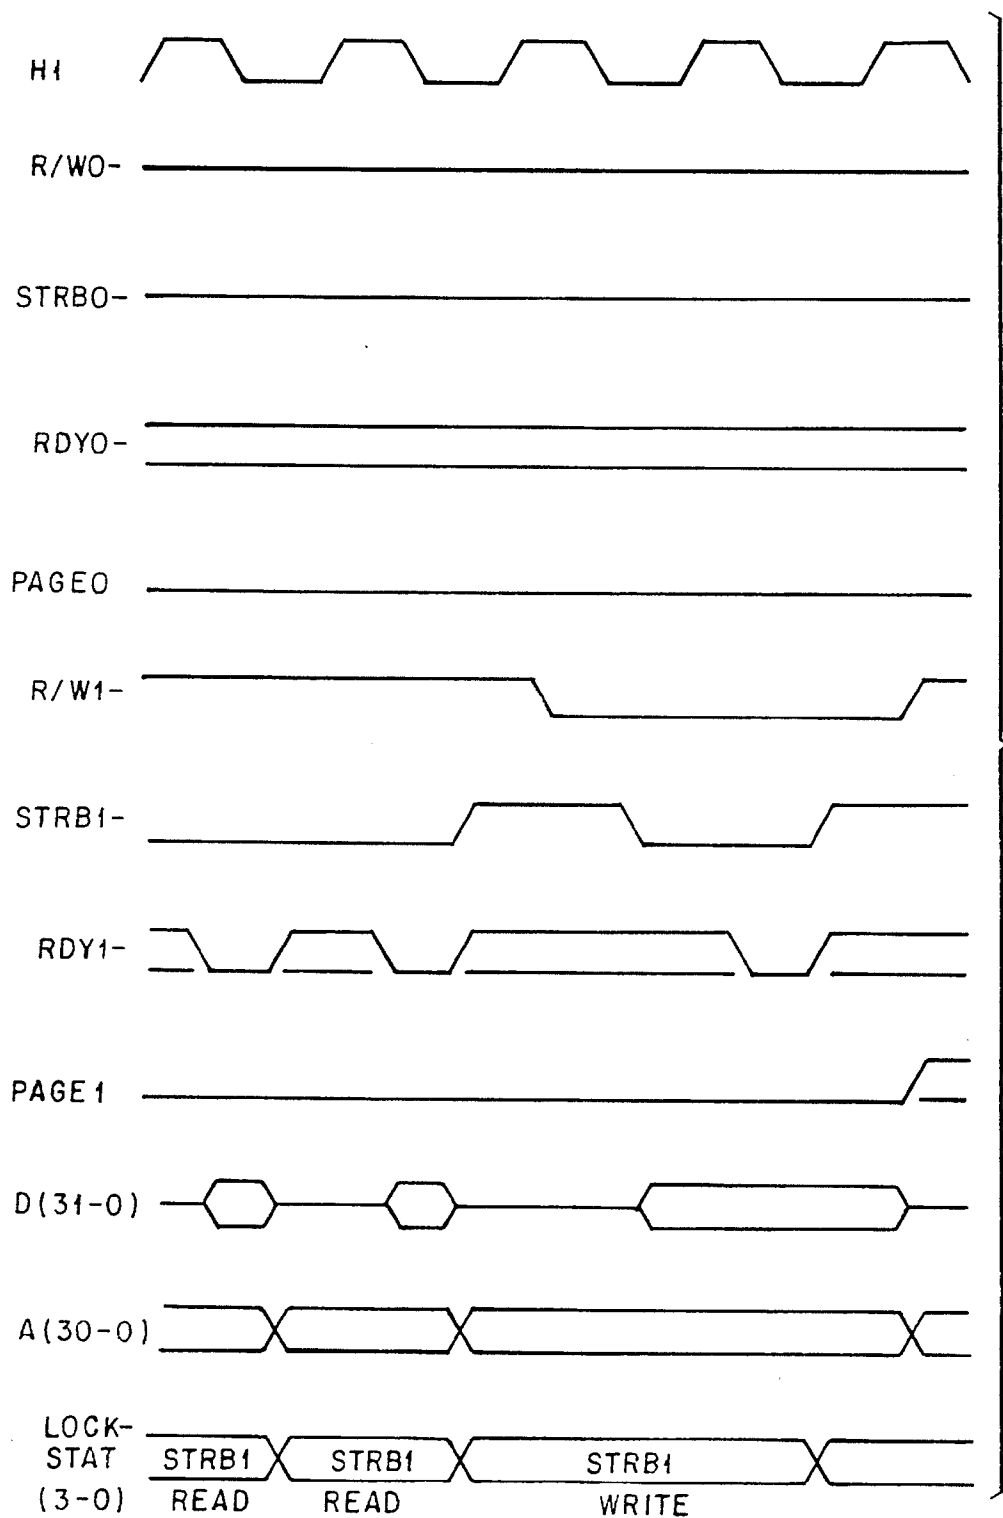 H1
R/W0-
STRB0-
RDY0-
PAGE0
R/W1-
STRB1-
RDY1-
PAGE1
D(31-0)
A(30-0)
LOCK-
STAT STRB1 STRB1 STRB1
(3-0) READ READ WRITE